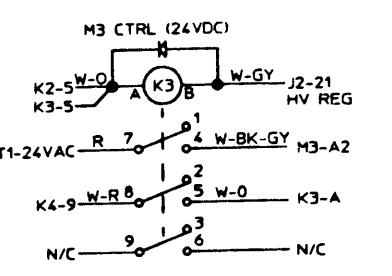 M3 CTRL (24VDC)
K2-5 W-O A K3 B W-GY J2-21
K3-5 HV REG
1
T1-24VAC R 7 4 W-BK-GY M3-A2
2
K4-9 W-R 8 5 W-O K3-A
3
N/C 9 6 N/C